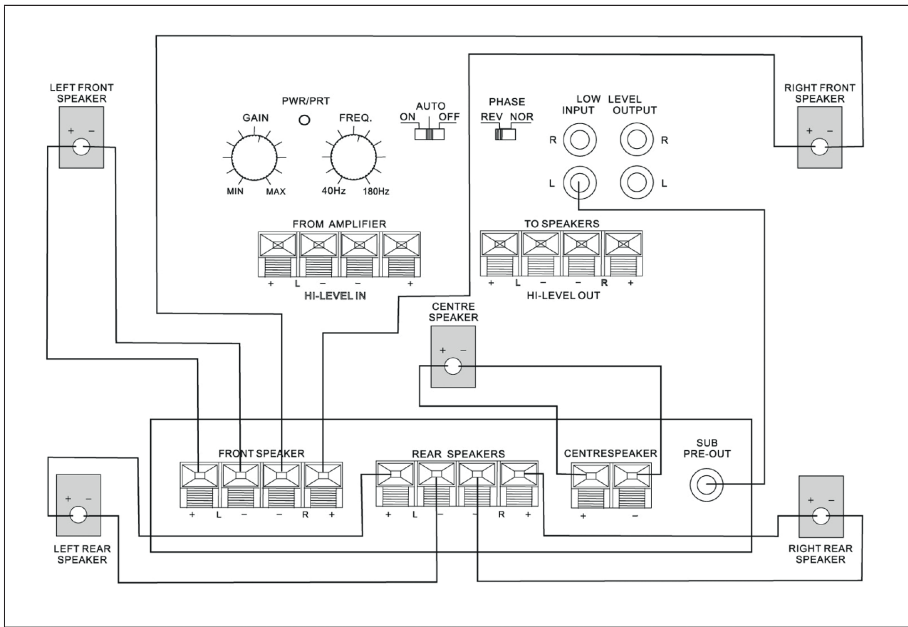 LEFT FRONT
SPEAKER
+ −
PWR/PRT
GAIN
FREQ.
MIN MAX
40Hz 180Hz
AUTO
ON OFF
PHASE
REV NOR
LOW LEVEL
INPUT OUTPUT
R R
L L
RIGHT FRONT
SPEAKER
+ −
FROM AMPLIFIER
+ L − − +
HI-LEVEL IN
TO SPEAKERS
+ L − − R +
HI-LEVEL OUT
CENTRE
SPEAKER
+ −
FRONT SPEAKER
+ L − − R +
REAR SPEAKERS
+ L − − R +
CENTRESPEAKER
+ −
SUB
PRE-OUT
+ −
LEFT REAR
SPEAKER
+ −
RIGHT REAR
SPEAKER